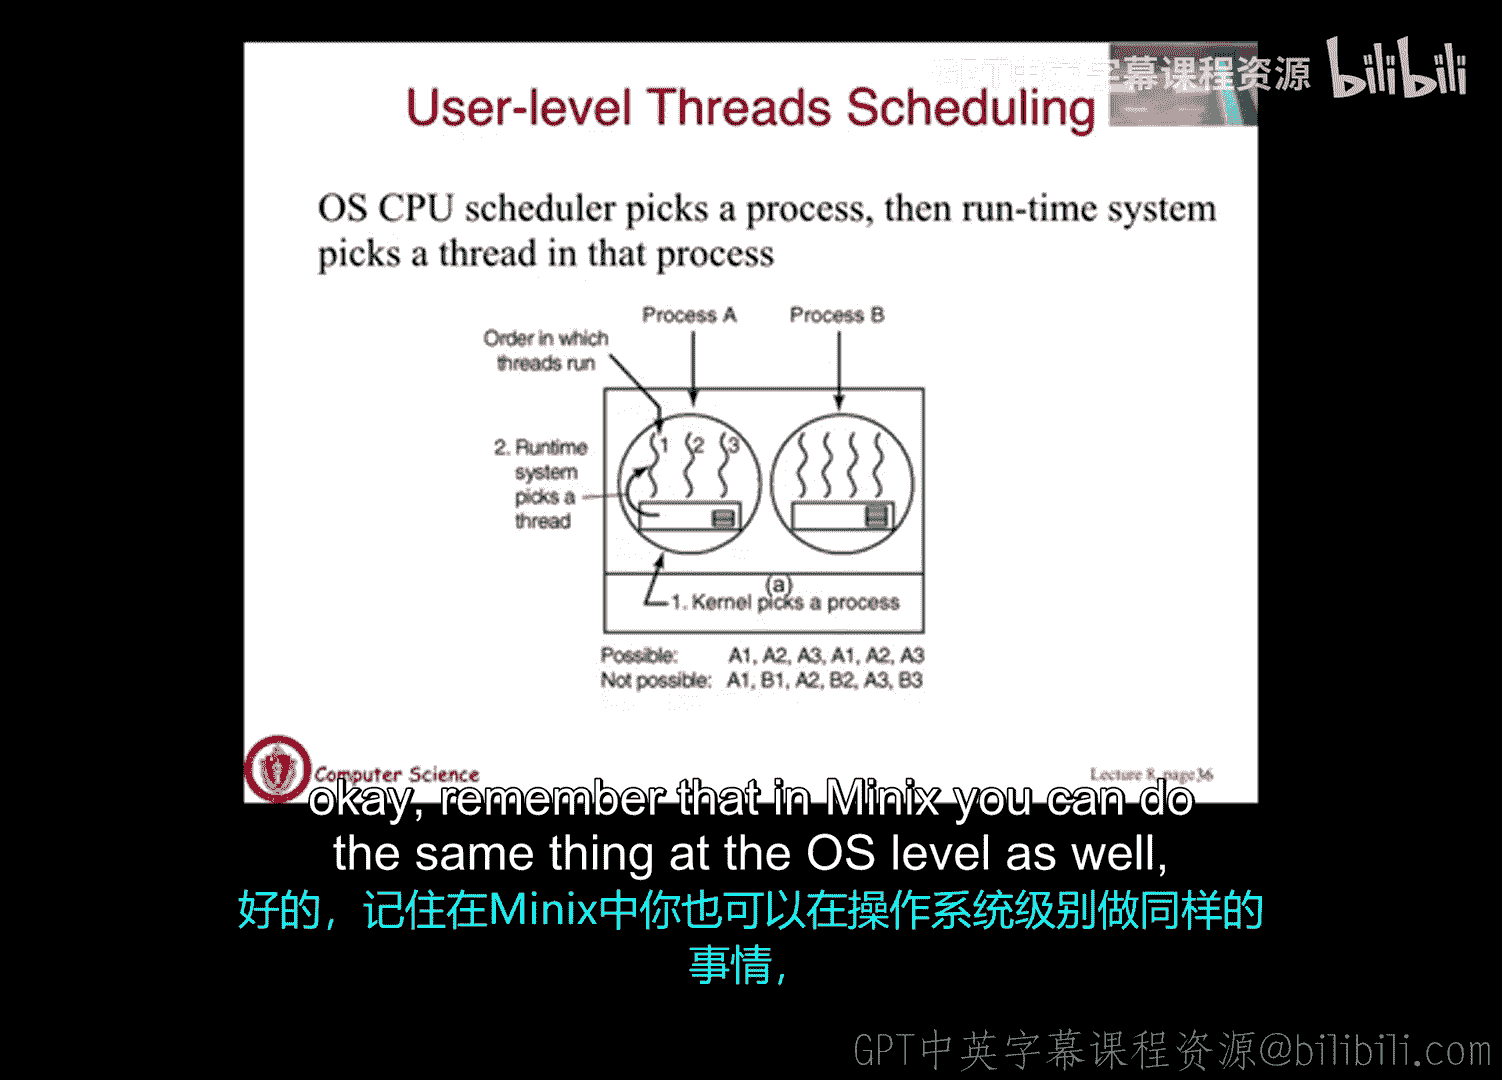 字幕课程资源 bilibili
User-level Threads Scheduling
OS CPU scheduler picks a process, then run-time system
picks a thread in that process
Process A
Process B
Order in which
threads run
1 2 3
2. Runtime
system
picks a
thread
(a)
1. Kernel picks a process
Possible: A1, A2, A3, A1, A2, A3
Not possible: A1, B1, A2, B2, A3, B3
Computer Science
Lecture 8, page 36
okay, remember that in Minix you can do
the same thing at the OS level as well,
好的，记住在Minix中你也可以在操作系统级别做同样的
事情，
GPT中英字幕课程资源@bilibili.com